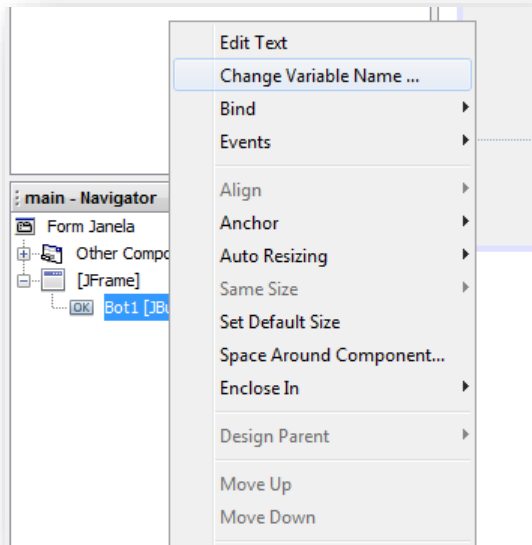 Edit Text
Change Variable Name ...
Bind
Events
Align
Anchor
Auto Resizing
Same Size
Set Default Size
Space Around Component...
Enclose In
Design Parent
Move Up
Move Down
main - Navigator
Form Janela
Other Compo
[JFrame]
OK Bot1 [JBu